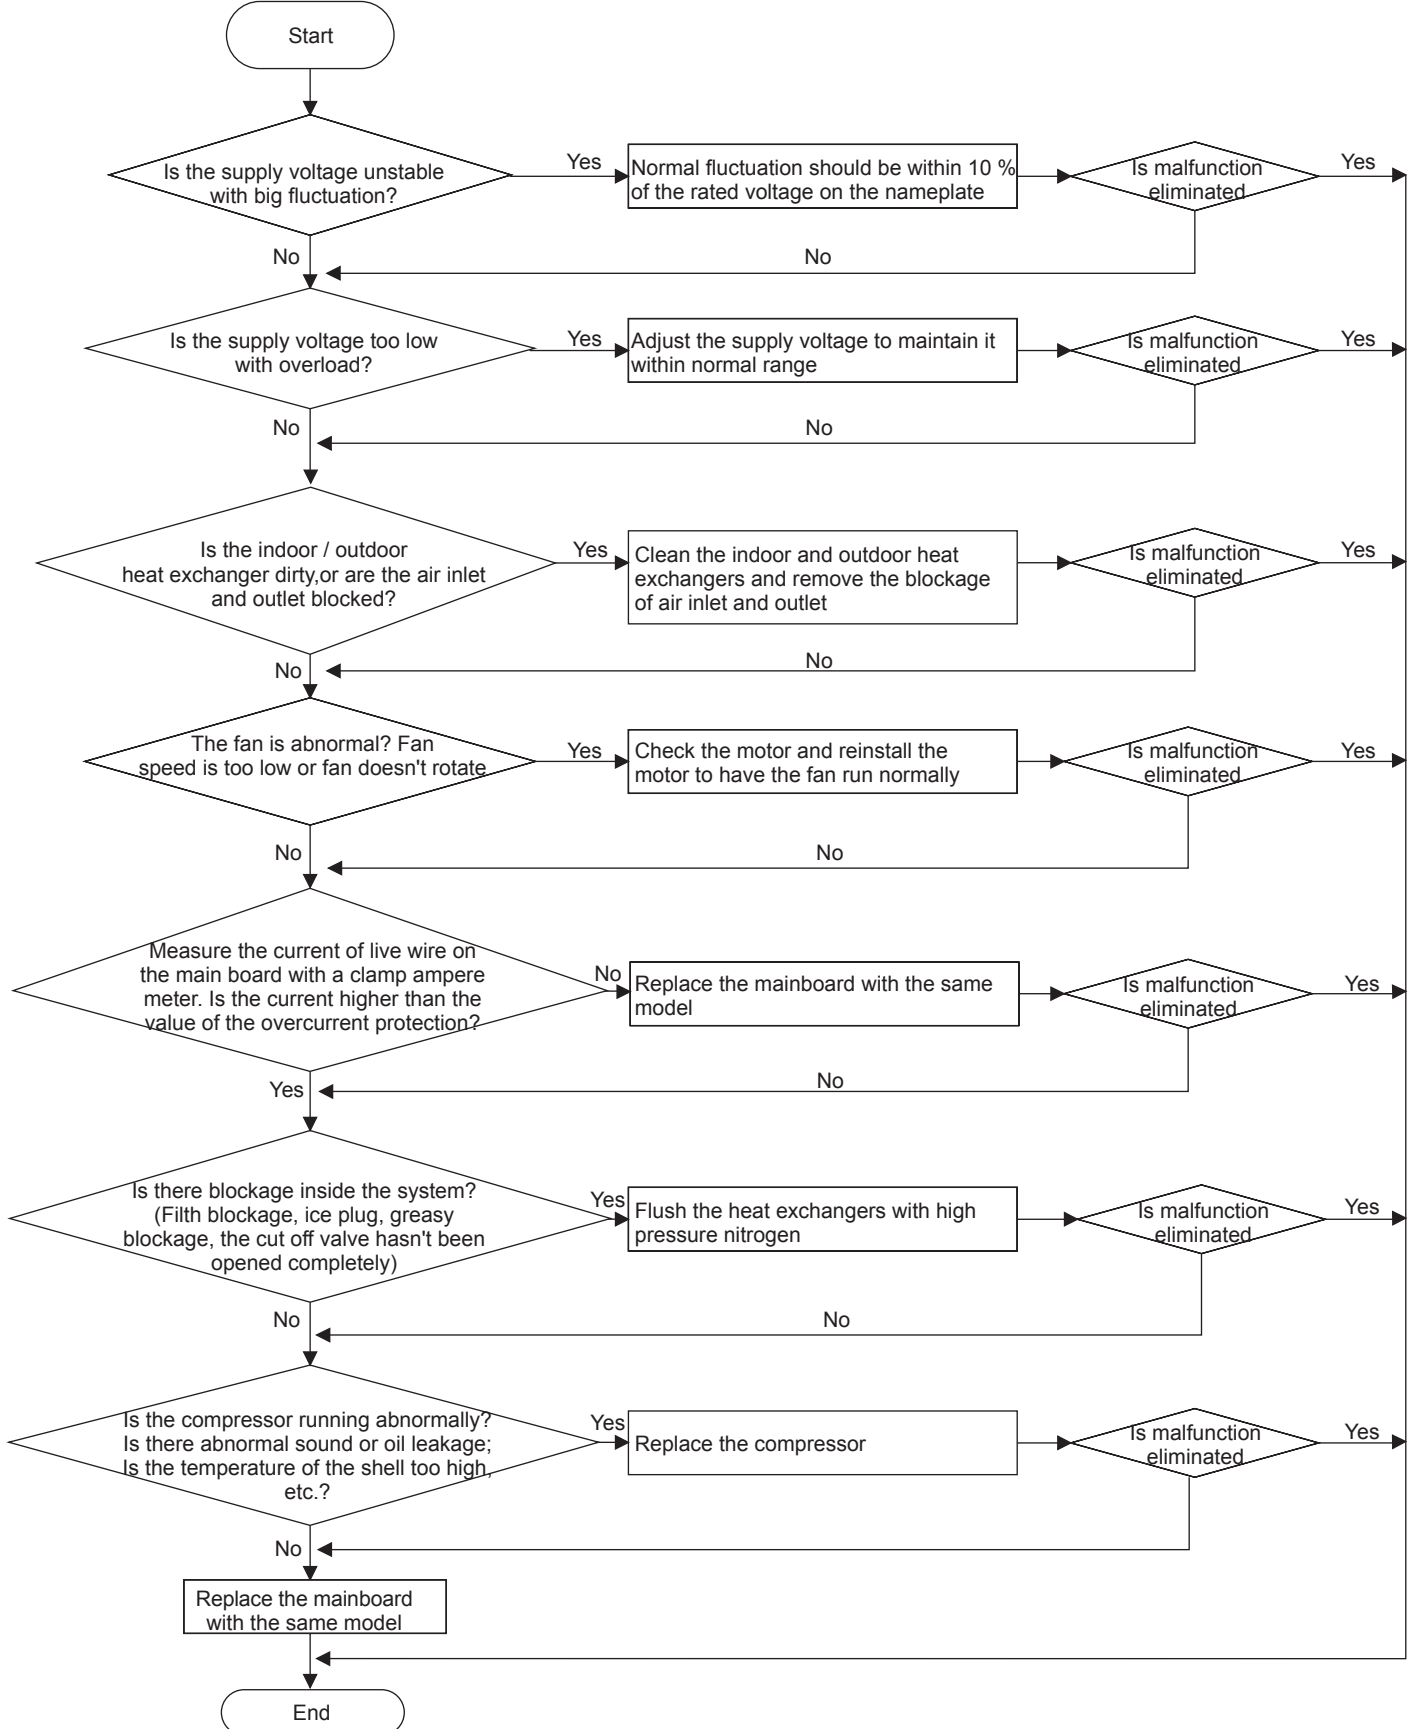 Start
Is the supply voltage unstable
with big fluctuation?
Yes
Normal fluctuation should be within 10 %
of the rated voltage on the nameplate
Is malfunction
eliminated
Yes
No
No
Is the supply voltage too low
with overload?
Yes
Adjust the supply voltage to maintain it
within normal range
Is malfunction
eliminated
Yes
No
No
Is the indoor / outdoor
heat exchanger dirty,or are the air inlet
and outlet blocked?
Yes
Clean the indoor and outdoor heat
exchangers and remove the blockage
of air inlet and outlet
Is malfunction
eliminated
Yes
No
No
The fan is abnormal? Fan
speed is too low or fan doesn't rotate
Yes
Check the motor and reinstall the
motor to have the fan run normally
Is malfunction
eliminated
Yes
No
No
Measure the current of live wire on
the main board with a clamp ampere
meter. Is the current higher than the
value of the overcurrent protection?
No
Replace the mainboard with the same
model
Is malfunction
eliminated
Yes
Yes
No
Is there blockage inside the system?
(Filth blockage, ice plug, greasy
blockage, the cut off valve hasn't been
opened completely)
Yes
Flush the heat exchangers with high
pressure nitrogen
Is malfunction
eliminated
Yes
No
No
Is the compressor running abnormally?
Is there abnormal sound or oil leakage;
Is the temperature of the shell too high,
etc.?
Yes
Replace the compressor
Is malfunction
eliminated
Yes
No
Replace the mainboard
with the same model
End